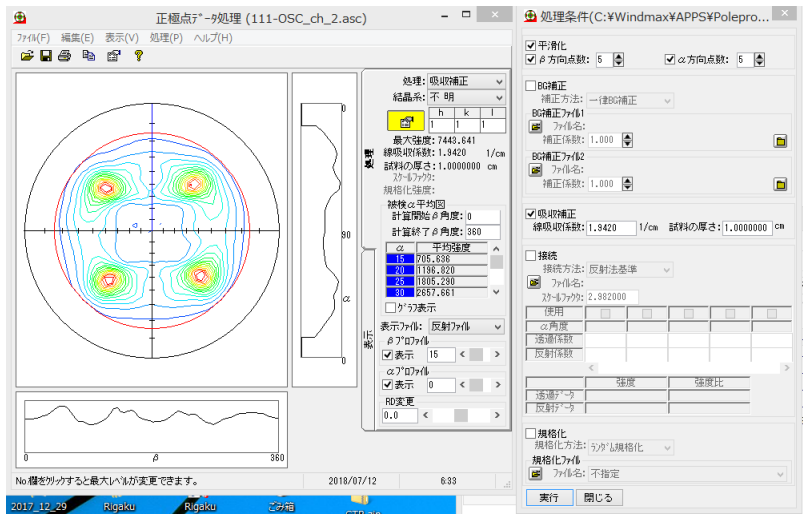 正極点ﾃﾞｰﾀ処理 (111-OSC_ch_2.asc)
ﾌｧｲﾙ(F) 編集(E) 表示(V) 処理(P) ヘルプ(H)
処理: 吸収補正
結晶系: 不 明
h k l
1 1 1
最大強度: 7443.641
線吸収係数: 1.9420 1/cm
試料の厚さ: 1.0000000 cm
ｽｹｰﾙﾌｧｸﾀ:
規格化強度:
被検α平均図
計算開始β角度: 0
計算終了β角度: 360
α 平均強度
15 705.636
20 1196.820
25 1805.290
30 2657.661
ｸﾞﾗﾌ表示
表示ﾌｧｲﾙ: 反射ﾌｧｲﾙ
βﾌﾟﾛﾌｧｲﾙ
表示 15
αﾌﾟﾛﾌｧｲﾙ
表示 0
RD変更
0.0
処理
表示
0
90
α
0
0 β 360
No.欄をｸﾘｯｸすると最大ﾚﾍﾞﾙが変更できます。 2018/07/12 6:33
2017_12_29 Rigaku Rigaku ごみ箱
処理条件(C:¥Windmax¥APPS¥Polepro...
平滑化
β方向点数: 5 α方向点数: 5
BG補正
補正方法: 一律BG補正
BG補正ﾌｧｲﾙ1
ﾌｧｲﾙ名:
補正係数: 1.000
BG補正ﾌｧｲﾙ2
ﾌｧｲﾙ名:
補正係数: 1.000
吸収補正
線吸収係数: 1.9420 1/cm 試料の厚さ: 1.0000000 cm
接続
接続方法: 反射法基準
ﾌｧｲﾙ名:
ｽｹｰﾙﾌｧｸﾀ: 2.982000
使用
α角度
透過係数
反射係数
強度 強度比
透過ﾃﾞｰﾀ
反射ﾃﾞｰﾀ
規格化
規格化方法: ﾗﾝﾀﾞﾑ規格化
規格化ﾌｧｲﾙ
ﾌｧｲﾙ名: 不指定
実行 閉じる